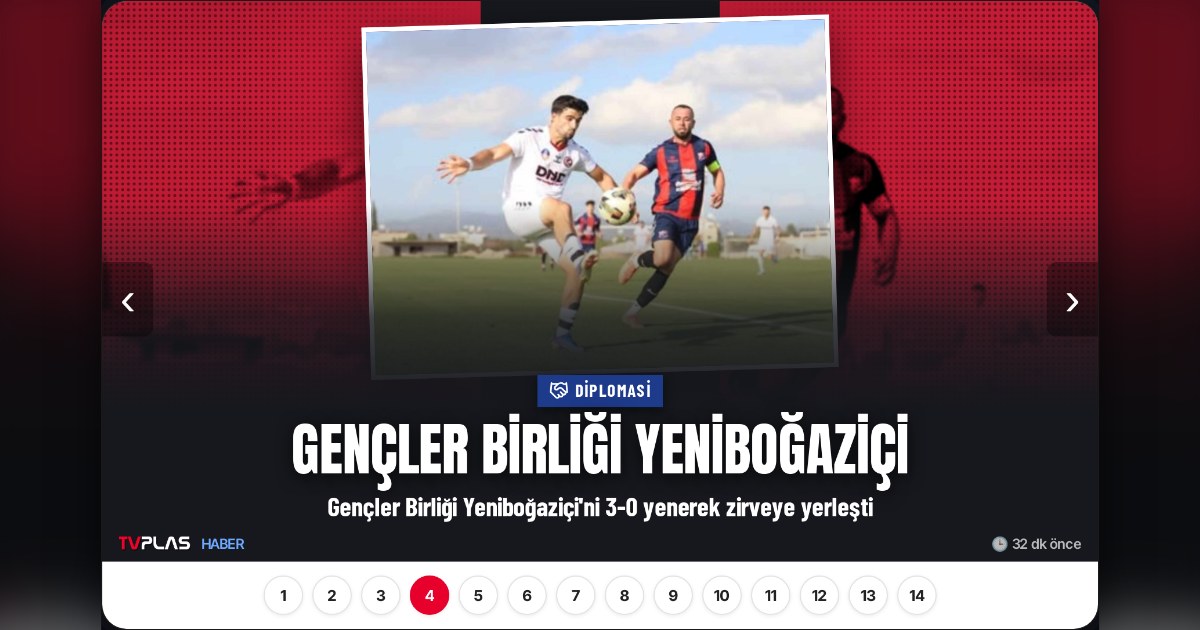 DND
DİPLOMASİ
GENÇLER BİRLİĞİ YENİBOĞAZİÇİ
Gençler Birliği Yeniboğaziçi'ni 3-0 yenerek zirveye yerleşti
TVPLAS HABER
32 dk önce
1 2 3 4 5 6 7 8 9 10 11 12 13 14